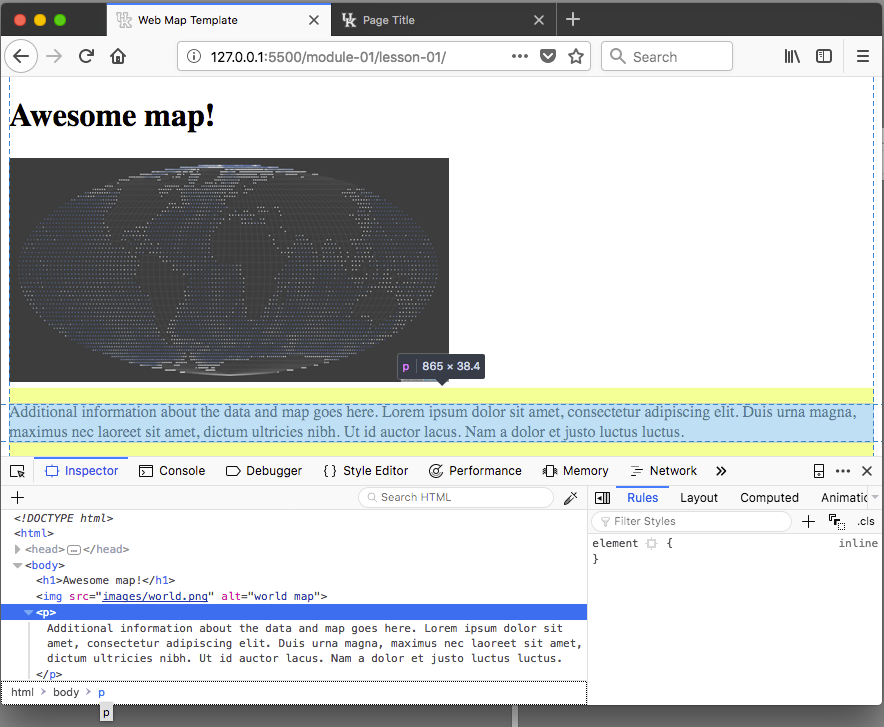 Web Map Template
Page Title
127.0.0.1:5500/module-01/lesson-01/
Search
Awesome map!
p 865 × 38.4
Additional information about the data and map goes here. Lorem ipsum dolor sit amet, consectetur adipiscing elit. Duis urna magna,
maximus nec laoreet sit amet, dictum ultricies nibh. Ut id auctor lacus. Nam a dolor et justo luctus luctus.
Inspector Console Debugger { } Style Editor Performance Memory Network »
+ Search HTML
Rules Layout Computed Animatic
<!DOCTYPE html>
<html>
<head>…</head>
<body>
<h1>Awesome map!</h1>
<img src="images/world.png" alt="world map">
<p>
Additional information about the data and map goes here. Lorem ipsum dolor sit
amet, consectetur adipiscing elit. Duis urna magna, maximus nec laoreet sit amet,
dictum ultricies nibh. Ut id auctor lacus. Nam a dolor et justo luctus luctus.
</p>
Filter Styles + .cls
element { inline
}
html > body > p
p